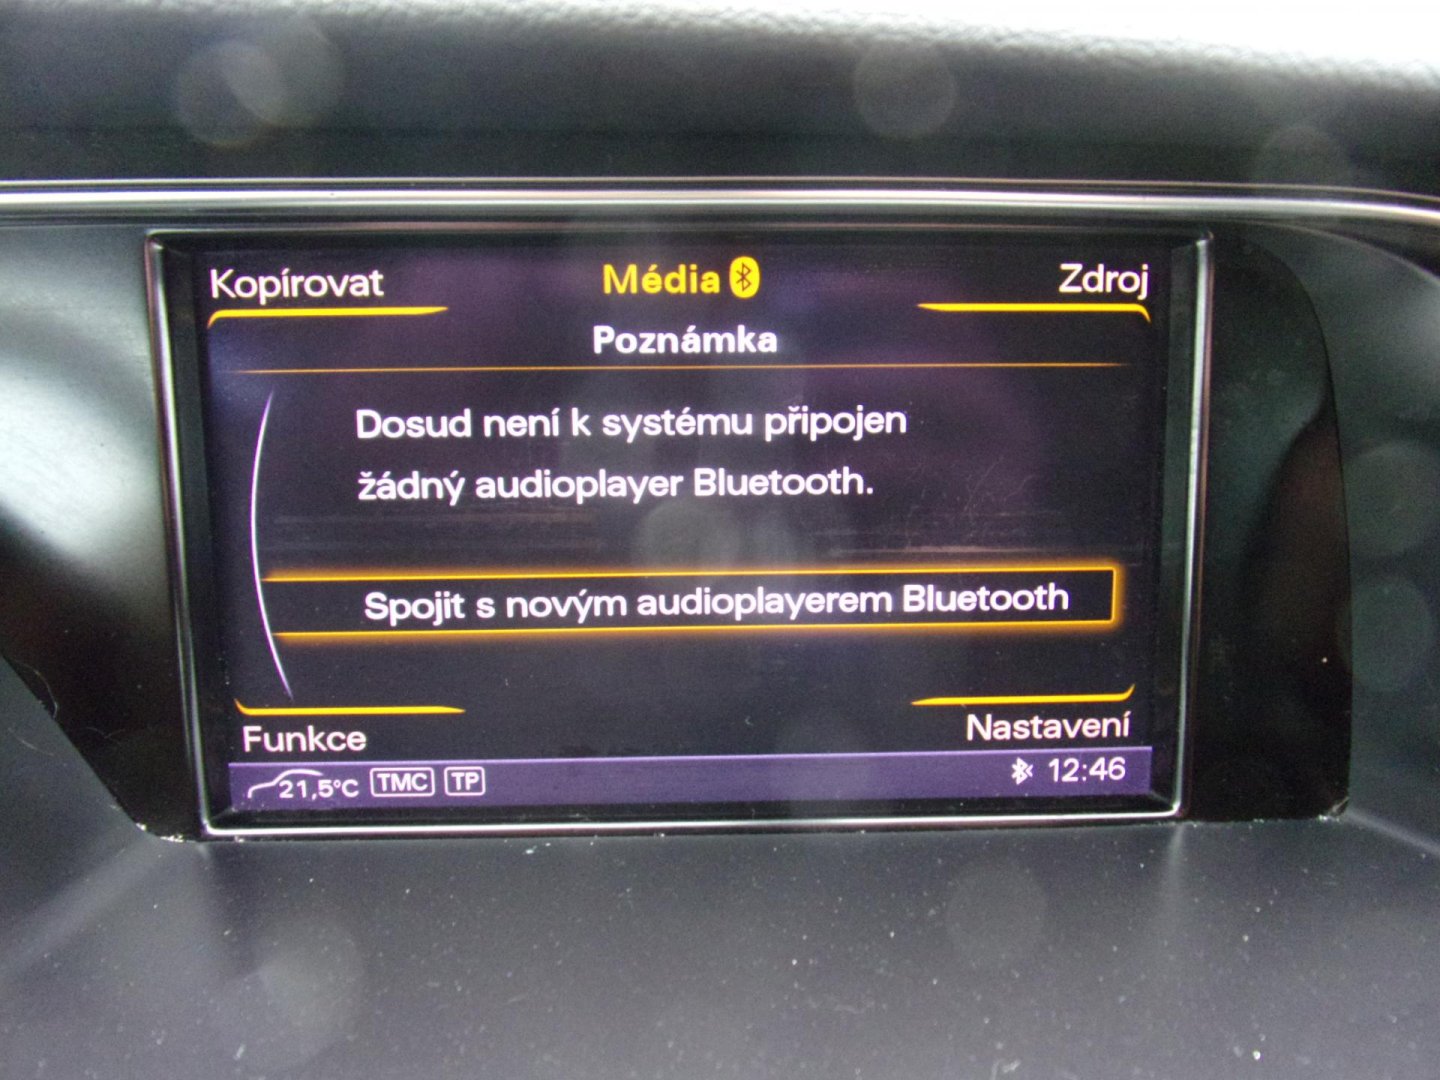 Kopírovat Média Zdroj
Poznámka
Dosud není k systému připojen
žádný audioplayer Bluetooth.
Spojit s novým audioplayerem Bluetooth
Funkce Nastavení
21,5°C TMC TP 12:46